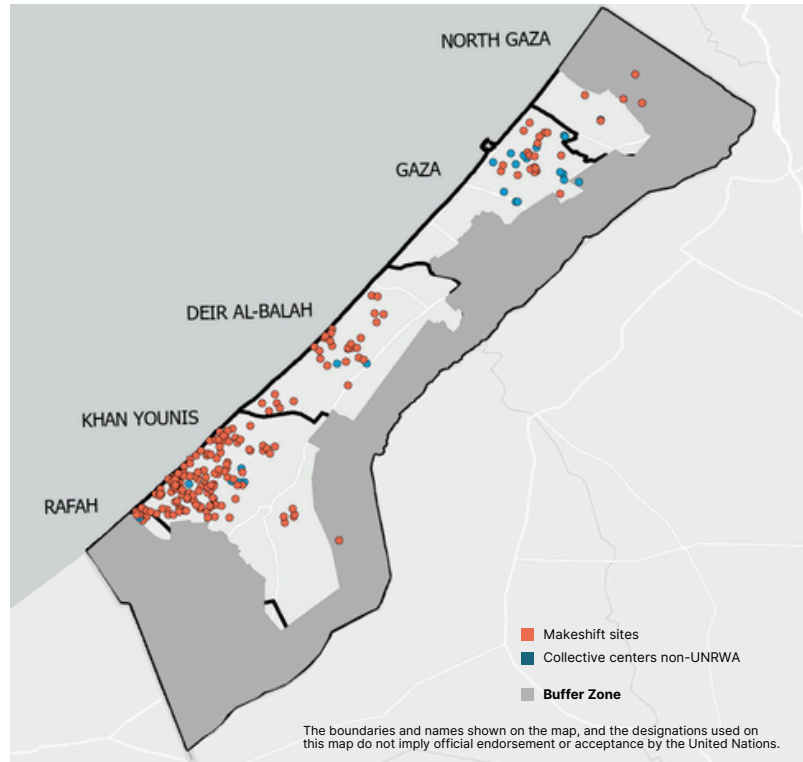 NORTH GAZA
GAZA
DEIR AL-BALAH
KHAN YOUNIS
RAFAH
Makeshift sites
Collective centers non-UNRWA
Buffer Zone
The boundaries and names shown on the map, and the designations used on
this map do not imply official endorsement or acceptance by the United Nations.